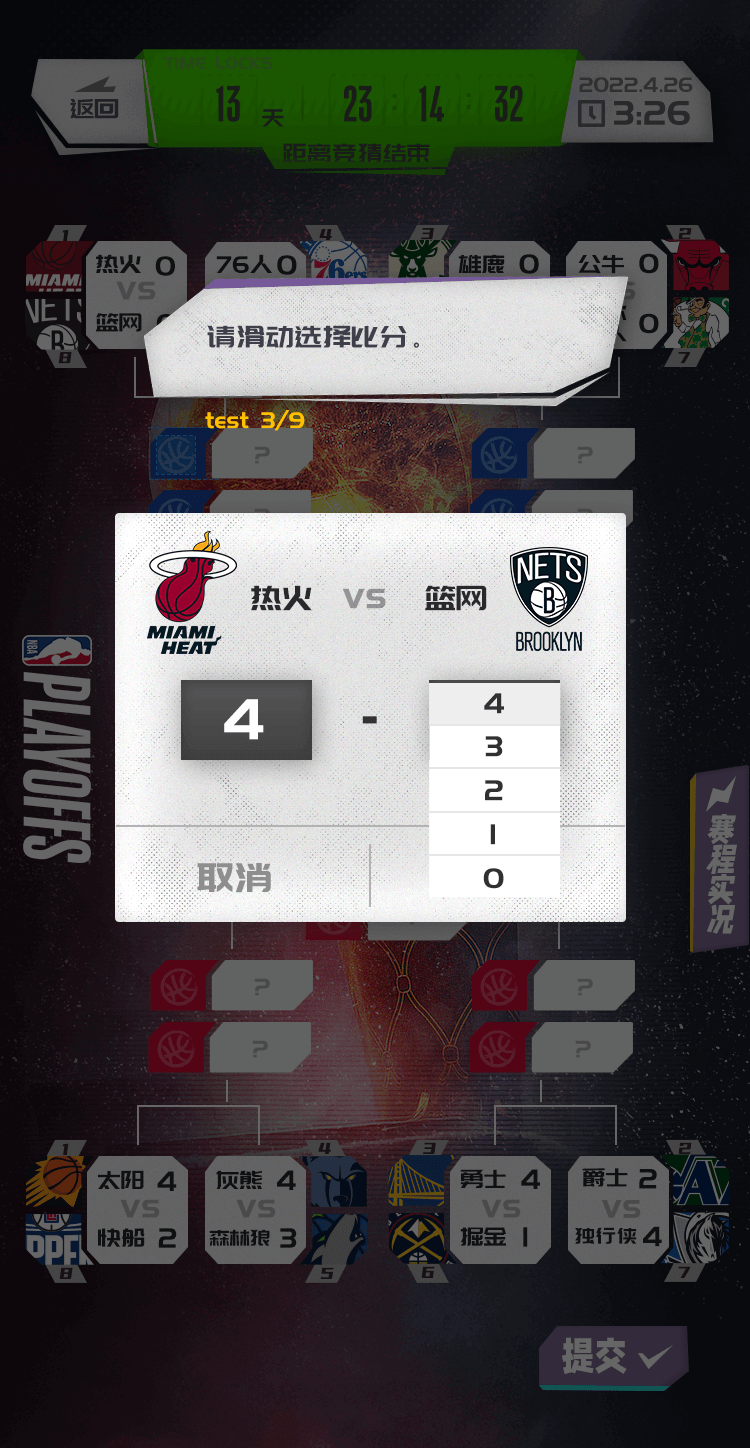 TIME LOCKS
返回
13 天 23 : 14 : 32
2022.4.26
3:26
距离竞猜结束
1
4
3
2
热火 0
76人 0
雄鹿 0
公牛 0
MIAMI
76ers
VS
NETS
篮网
0
8
7
请滑动选择比分。
test 3/9
?
?
热火 VS 篮网
NETS
B
BROOKLYN
MIAMI
HEAT
4 - 4
3
2
1
0
取消
NBA
PLAYOFFS
赛程实况
? ?
? ?
1
4
3
2
太阳 4
灰熊 4
勇士 4
爵士 2
VS
VS
VS
VS
快船 2
森林狼 3
掘金 1
独行侠 4
8
5
6
7
提交